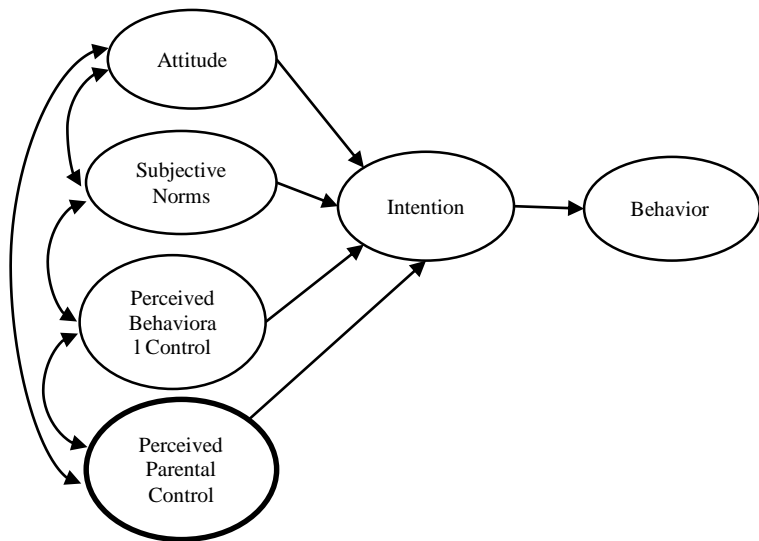 Attitude
Subjective
Norms
Intention
Behavior
Perceived
Behaviora
l Control
Perceived
Parental
Control